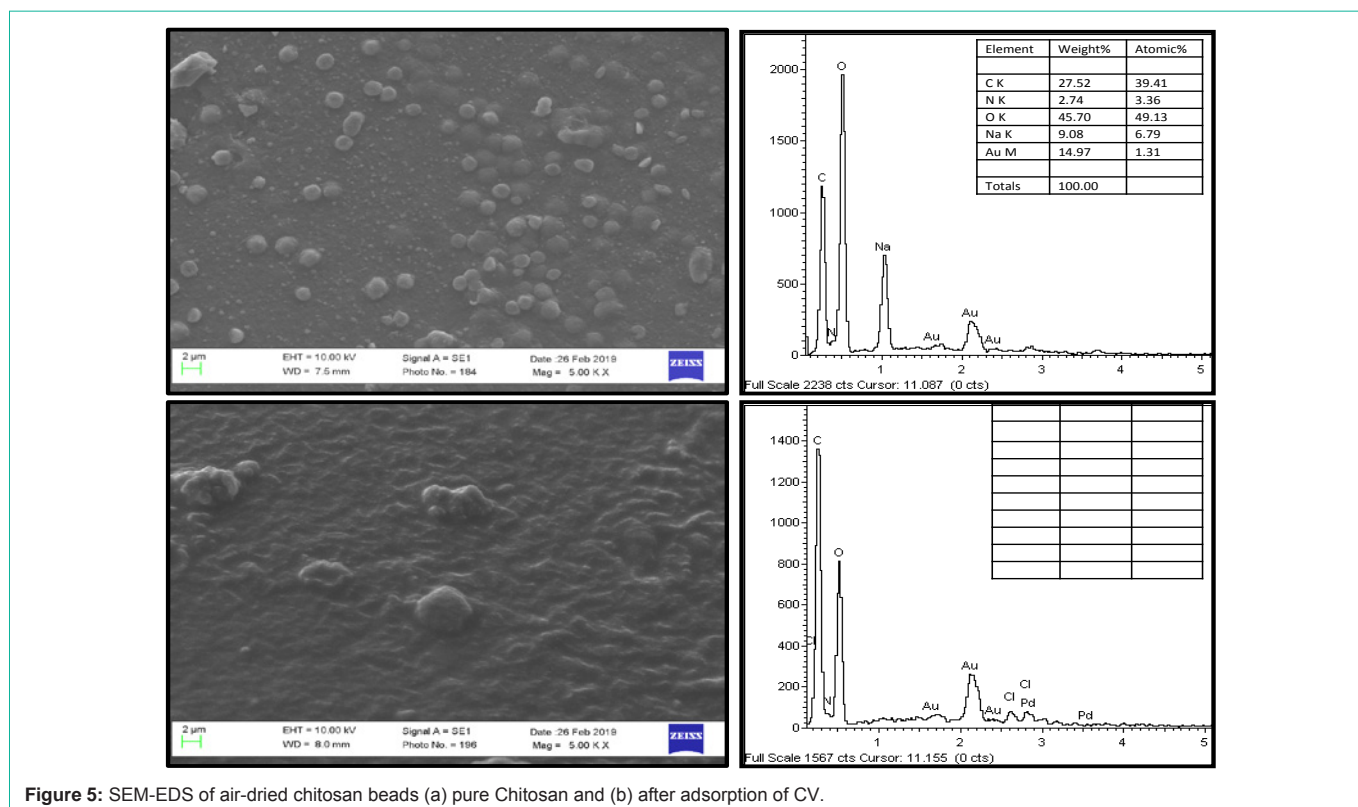 2 µm
EHT = 10.00 kV Signal A = SE1 Date :26 Feb 2019
WD = 7.5 mm Photo No. = 184 Mag = 5.00 K X
ZEISS
Element Weight% Atomic%
C K 27.52 39.41
N K 2.74 3.36
O K 45.70 49.13
Na K 9.08 6.79
Au M 14.97 1.31
Totals 100.00
2000
1500
1000
500
0
C
N
O
Na
Au
Au
Au
1 2 3 4 5
Full Scale 2238 cts Cursor: 11.087 (0 cts)
2 µm
EHT = 10.00 kV Signal A = SE1 Date :26 Feb 2019
WD = 8.0 mm Photo No. = 196 Mag = 5.00 K X
ZEISS
1400
1200
1000
800
600
400
200
0
C
N
O
Au
Au
Au
Cl
Cl
Pd
Pd
1 2 3 4 5
Full Scale 1567 cts Cursor: 11.155 (0 cts)
Figure 5: SEM-EDS of air-dried chitosan beads (a) pure Chitosan and (b) after adsorption of CV.